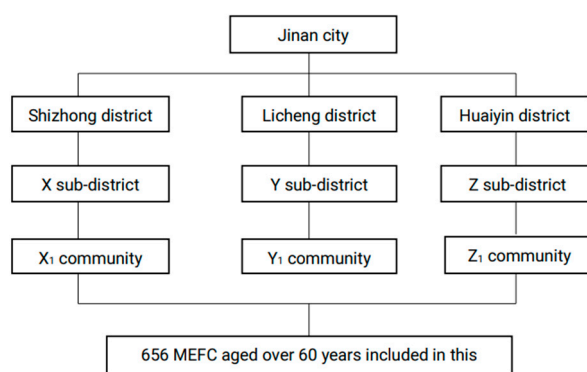 Jinan city
Shizhong district
Licheng district
Huaiyin district
X sub-district
Y sub-district
Z sub-district
X₁ community
Y₁ community
Z₁ community
656 MEFC aged over 60 years included in this